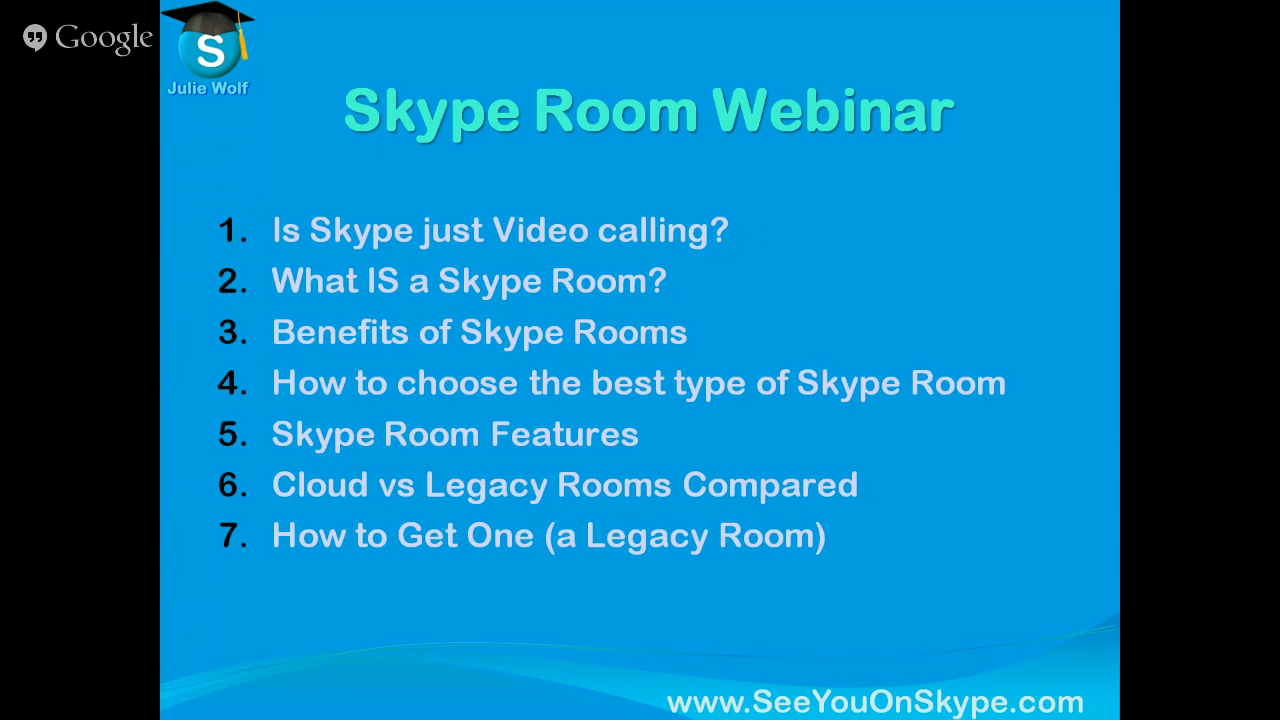 Google
S
Julie Wolf
Skype Room Webinar
1. Is Skype just Video calling?
2. What IS a Skype Room?
3. Benefits of Skype Rooms
4. How to choose the best type of Skype Room
5. Skype Room Features
6. Cloud vs Legacy Rooms Compared
7. How to Get One (a Legacy Room)
www.SeeYouOnSkype.com